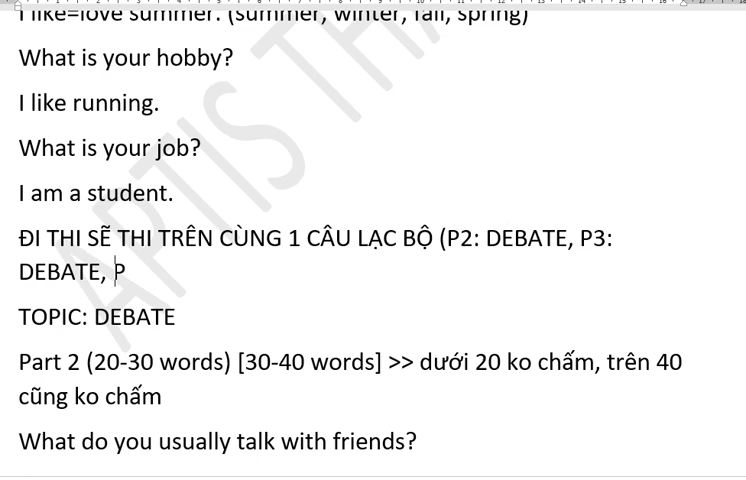 I like=love summer. (summer, winter, fall, spring)
What is your hobby?
I like running.
What is your job?
I am a student.
ĐI THI SẼ THI TRÊN CÙNG 1 CÂU LẠC BỘ (P2: DEBATE, P3:
DEBATE, P
TOPIC: DEBATE
Part 2 (20-30 words) [30-40 words] >> dưới 20 ko chấm, trên 40
cũng ko chấm
What do you usually talk with friends?
APTIS